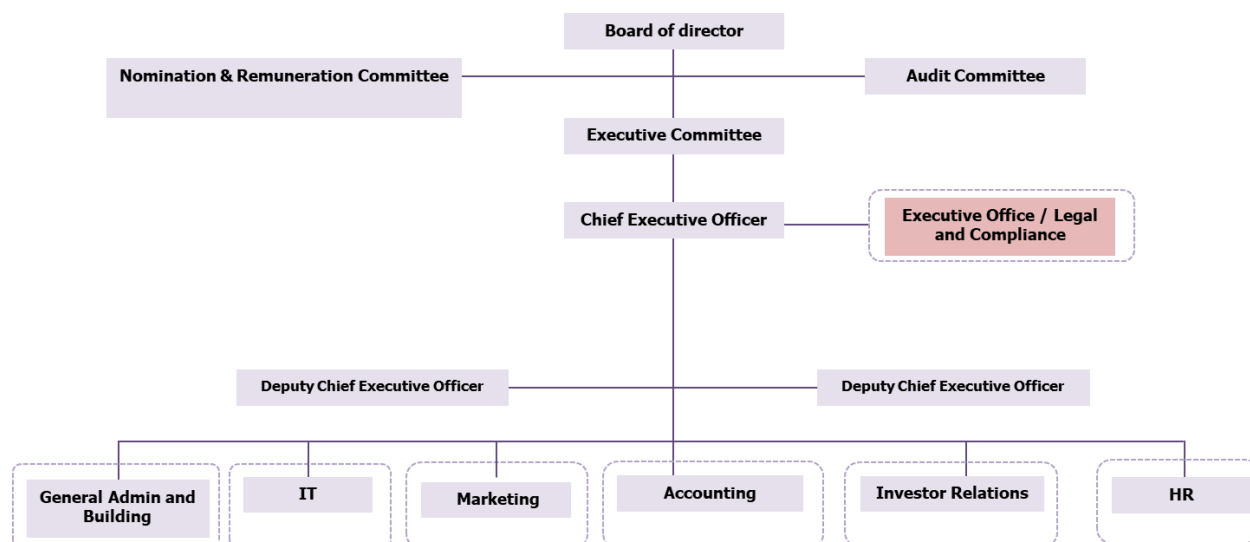 Board of director
Nomination & Remuneration Committee
Audit Committee
Executive Committee
Chief Executive Officer
Executive Office / Legal
and Compliance
Deputy Chief Executive Officer
Deputy Chief Executive Officer
General Admin and
Building
IT
Marketing
Accounting
Investor Relations
HR